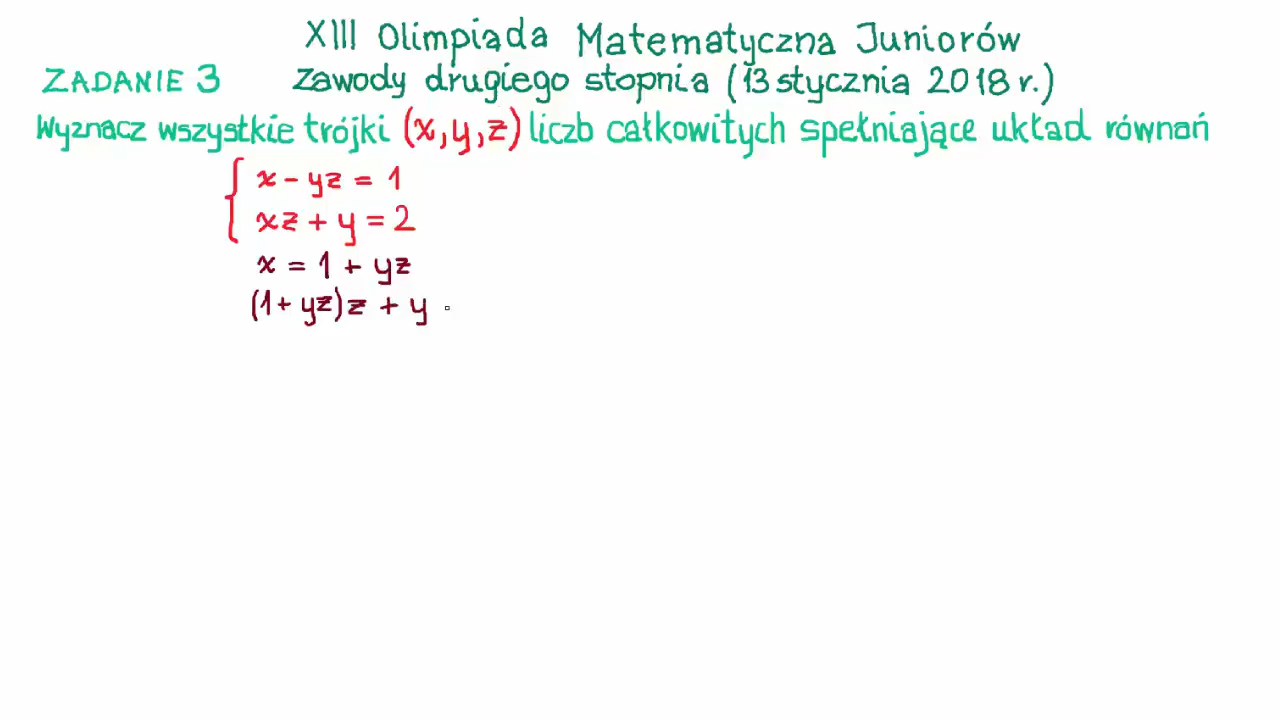 XIII Olimpiada Matematyczna Juniorów
ZADANIE 3 Zawody drugiego stopnia (13 stycznia 2018 r.)
Wyznacz wszystkie trójki (x,y,z) liczb całkowitych spełniające układ równań
x - yz = 1
xz + y = 2
x = 1 + yz
(1+ yz)z + y